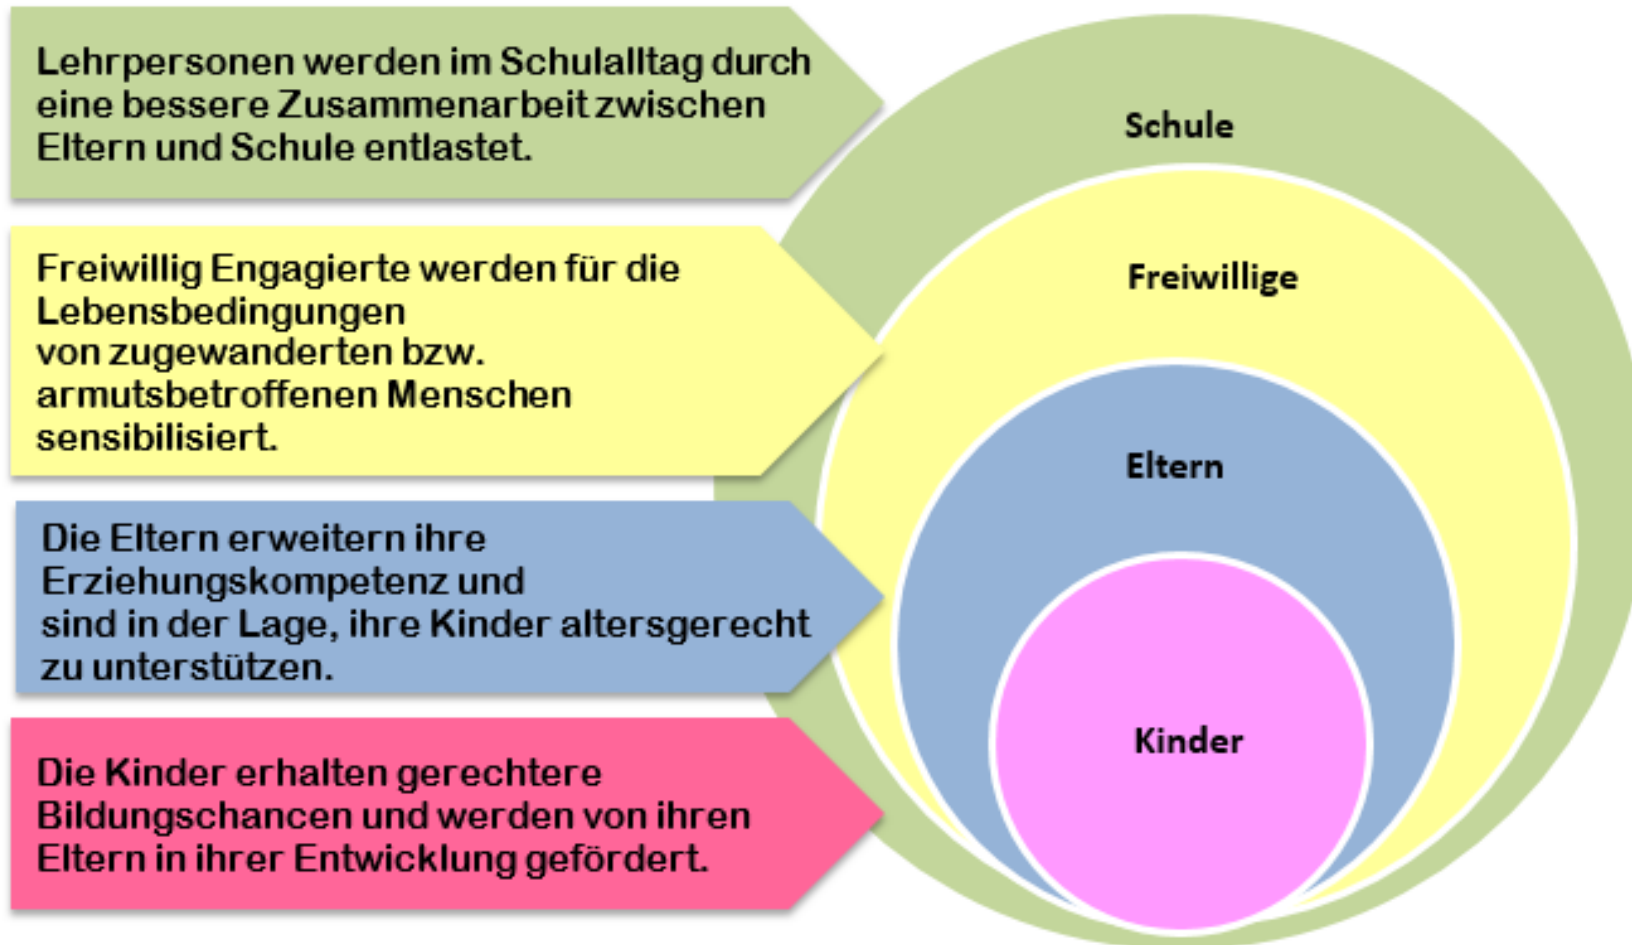 Lehrpersonen werden im Schulalltag durch
eine bessere Zusammenarbeit zwischen
Eltern und Schule entlastet.
Freiwillig Engagierte werden für die
Lebensbedingungen
von zugewanderten bzw.
armutsbetroffenen Menschen
sensibilisiert.
Die Eltern erweitern ihre
Erziehungskompetenz und
sind in der Lage, ihre Kinder altersgerecht
zu unterstützen.
Die Kinder erhalten gerechtere
Bildungschancen und werden von ihren
Eltern in ihrer Entwicklung gefördert.
Schule
Freiwillige
Eltern
Kinder